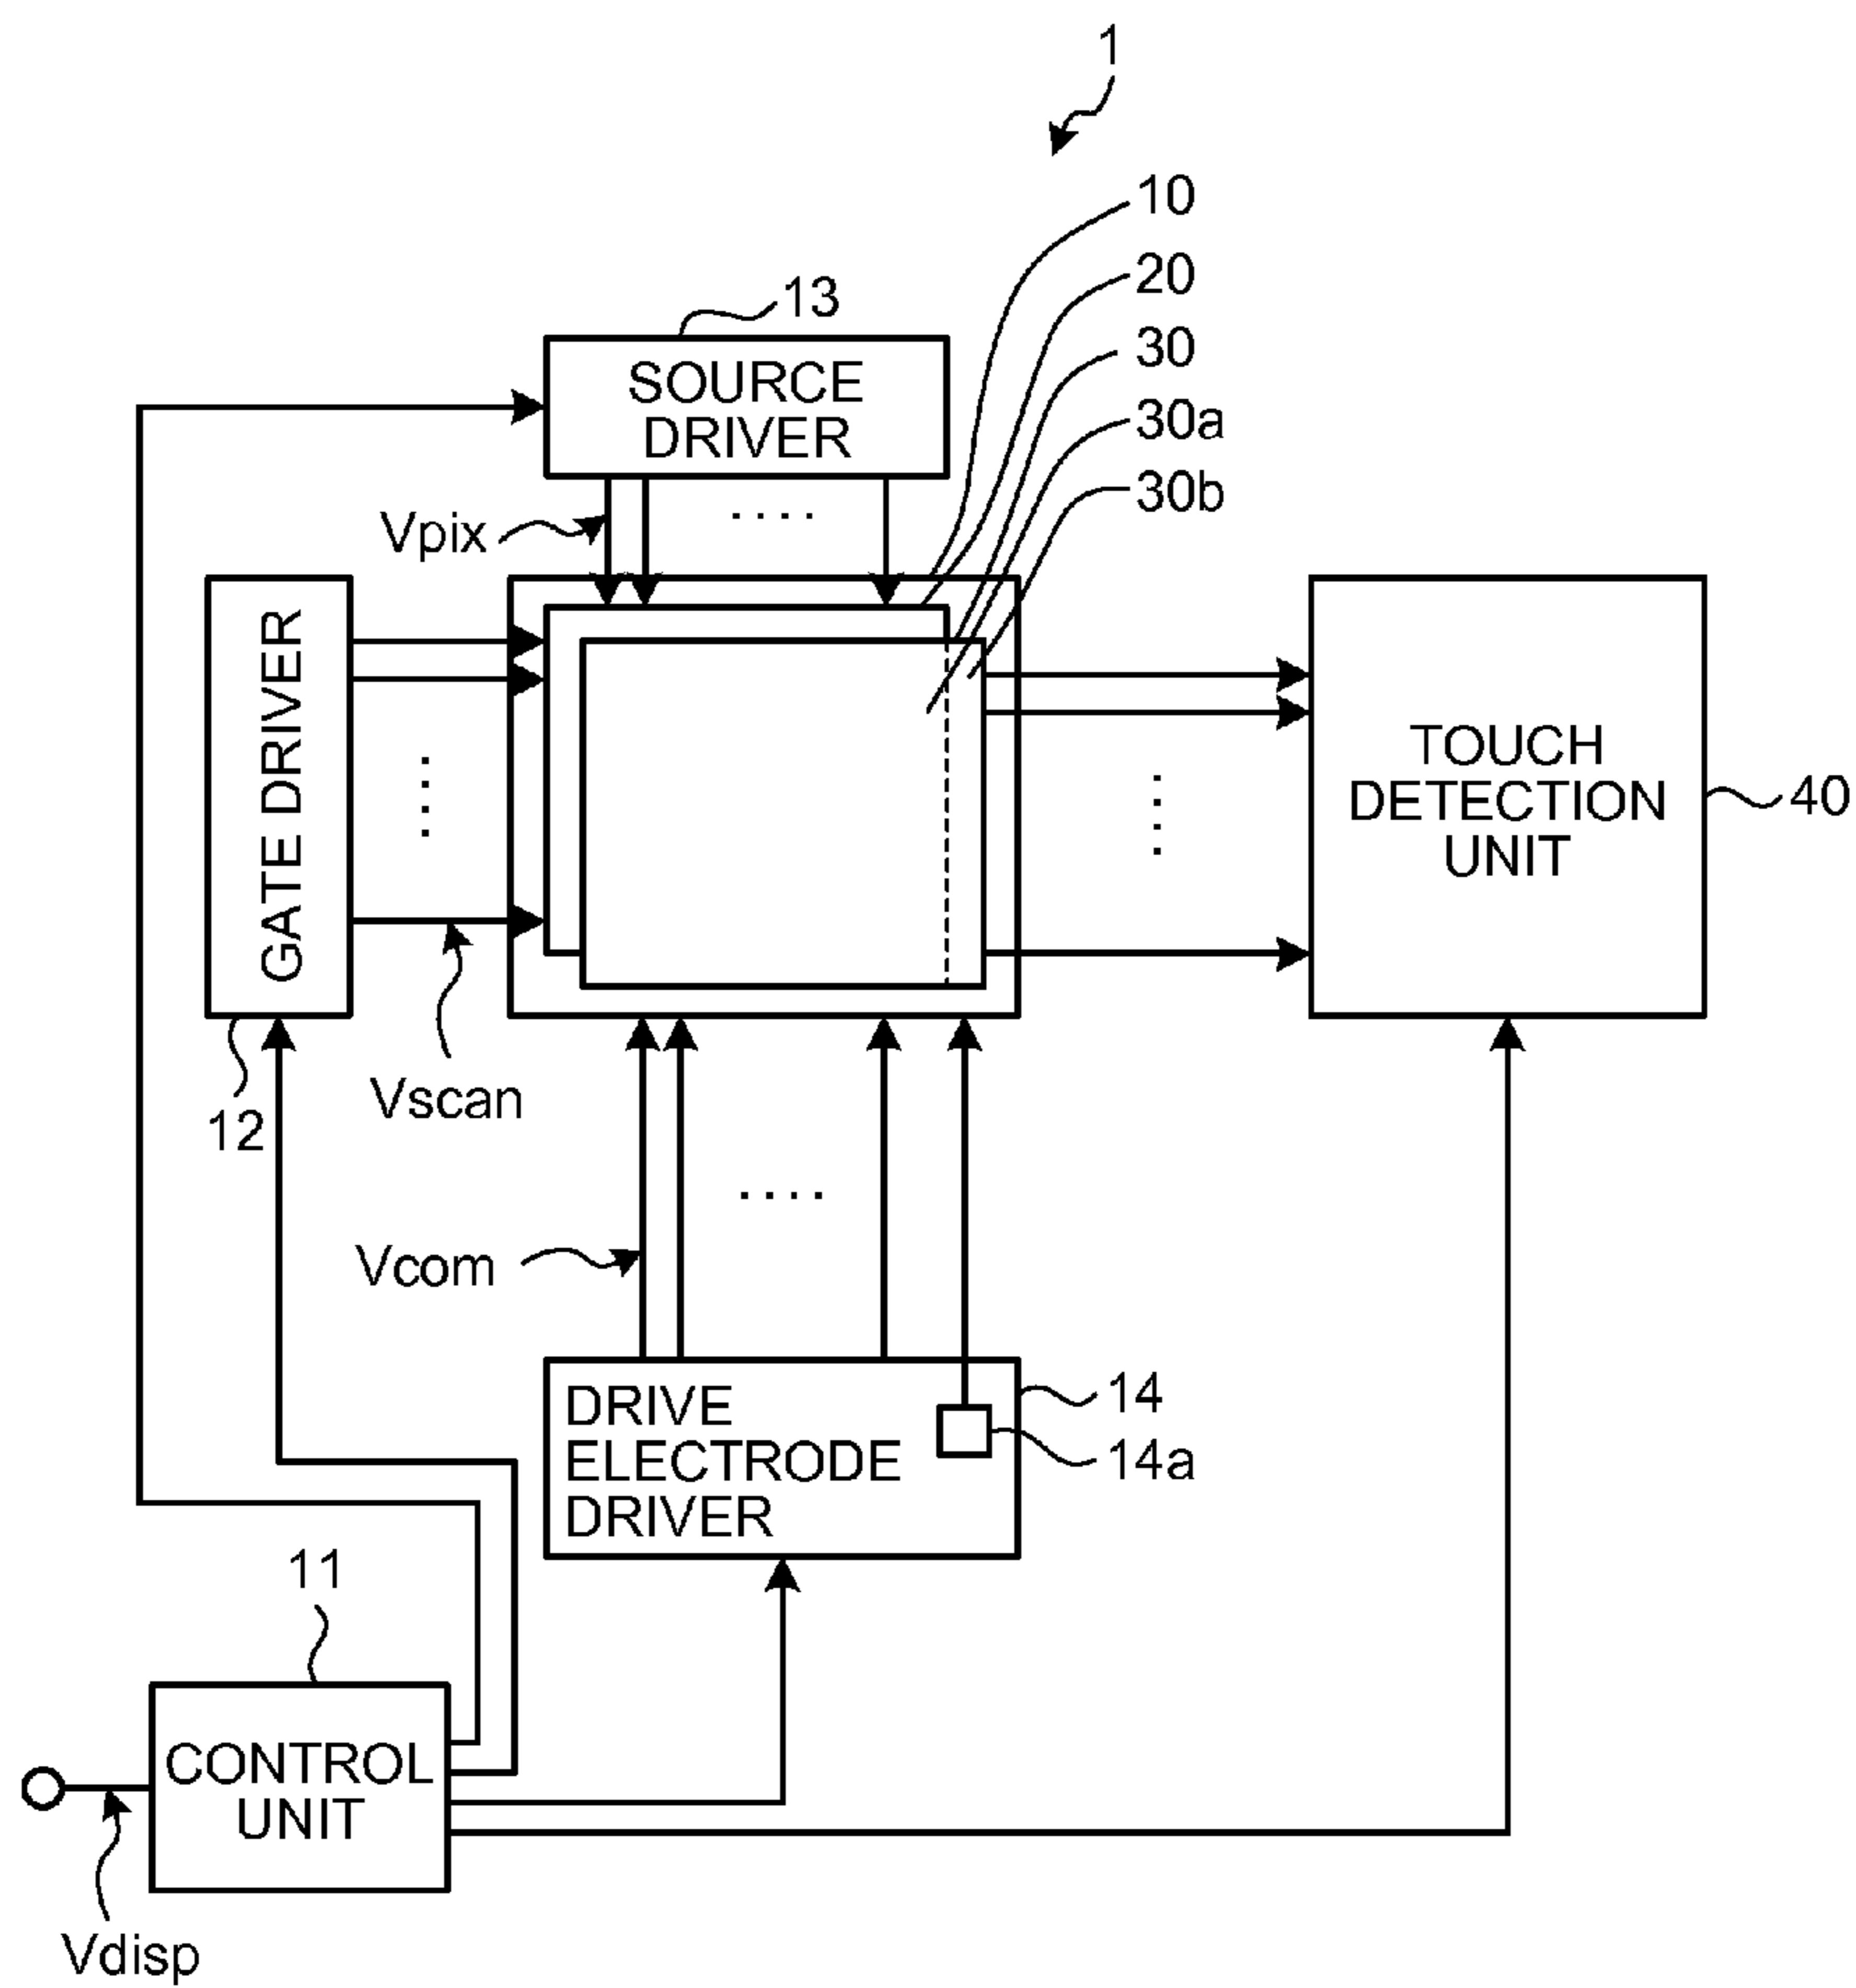 1
10
20
30
30a
30b
13
SOURCE
DRIVER
Vpix
GATE DRIVER
12
Vscan
TOUCH
DETECTION
UNIT
40
....
....
....
....
Vcom
DRIVE
ELECTRODE
DRIVER
14
14a
11
CONTROL
UNIT
Vdisp